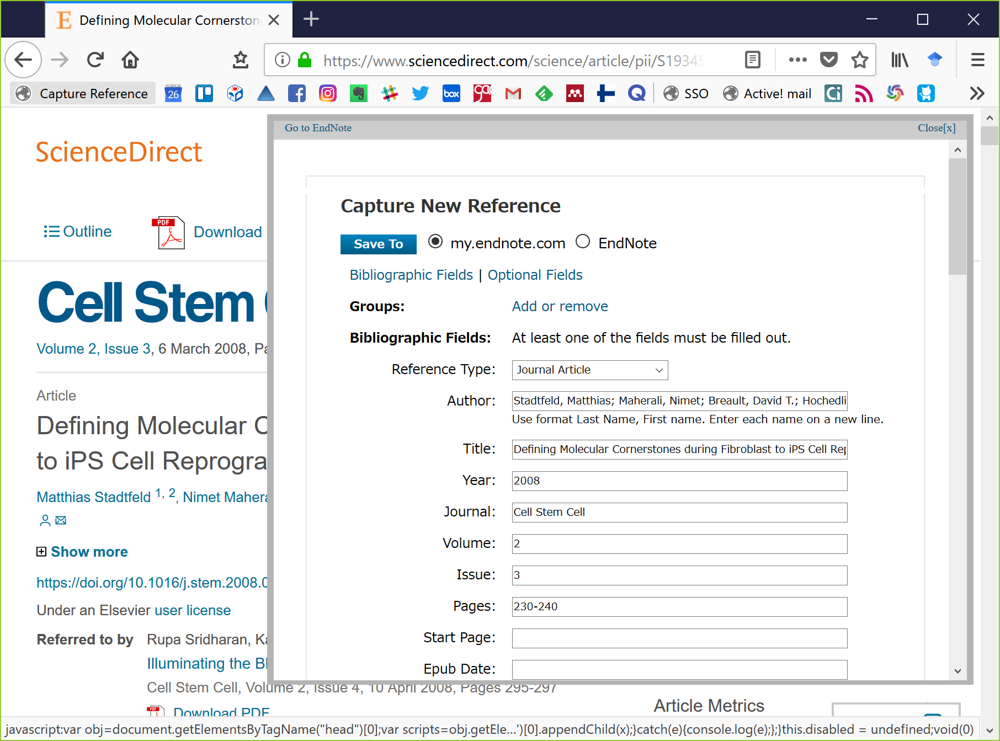 Defining Molecular Cornerston
https://www.sciencedirect.com/science/article/pii/S19345
Capture Reference
26
box
SSO
Active! mail
Ci
Go to EndNote
Close[x]
ScienceDirect
Outline
PDF
Download
Cell Stem
Volume 2, Issue 3, 6 March 2008, Pa
Article
Defining Molecular C
to iPS Cell Reprogra
Matthias Stadtfeld 1, 2, Nimet Mahera
Show more
https://doi.org/10.1016/j.stem.2008.0
Under an Elsevier user license
Referred to by Rupa Sridharan, Ka
Illuminating the Bl
Cell Stem Cell, Volume 2, Issue 4, 10 April 2008, Pages 295-297
PDF
Download PDF
Capture New Reference
Save To my.endnote.com EndNote
Bibliographic Fields | Optional Fields
Groups: Add or remove
Bibliographic Fields: At least one of the fields must be filled out.
Reference Type: Journal Article
Author: Stadtfeld, Matthias; Maherali, Nimet; Breault, David T.; Hochedli
Use format Last Name, First name. Enter each name on a new line.
Title: Defining Molecular Cornerstones during Fibroblast to iPS Cell Rep
Year: 2008
Journal: Cell Stem Cell
Volume: 2
Issue: 3
Pages: 230-240
Start Page:
Epub Date:
Article Metrics
javascript:var obj=document.getElementsByTagName("head")[0];var scripts=obj.getEle...')[0].appendChild(x);}catch(e){console.log(e);};}this.disabled = undefined;void(0)